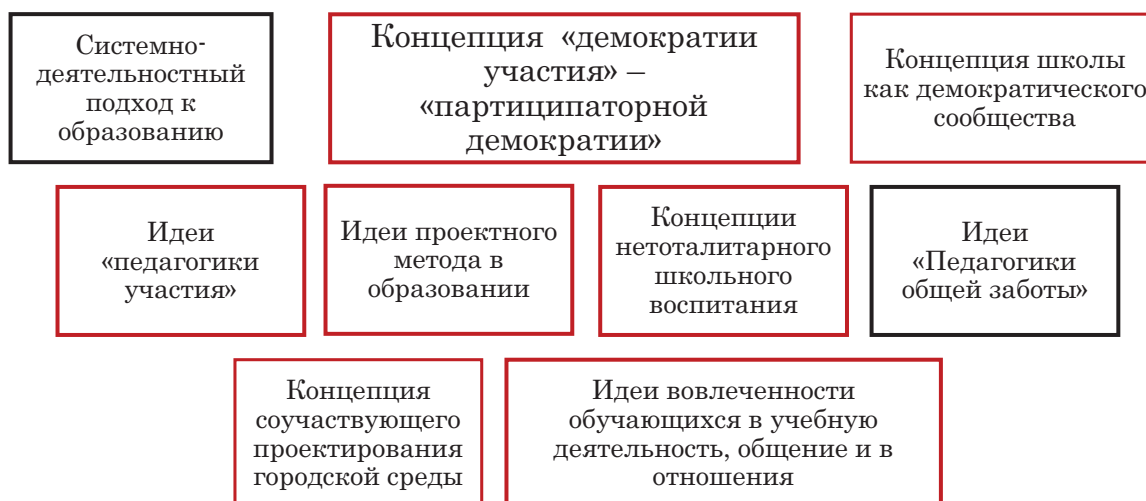 Системно-
деятельностный
подход к
образованию
Концепция «демократии
участия» –
«партиципаторной
демократии»
Концепция школы
как демократического
сообщества
Идеи
«педагогики
участия»
Идеи проектного
метода в
образовании
Концепции
нетоталитарного
школьного
воспитания
Идеи
«Педагогики
общей заботы»
Концепция
соучаствующего
проектирования
городской среды
Идеи вовлеченности
обучающихся в учебную
деятельность, общение и в
отношения